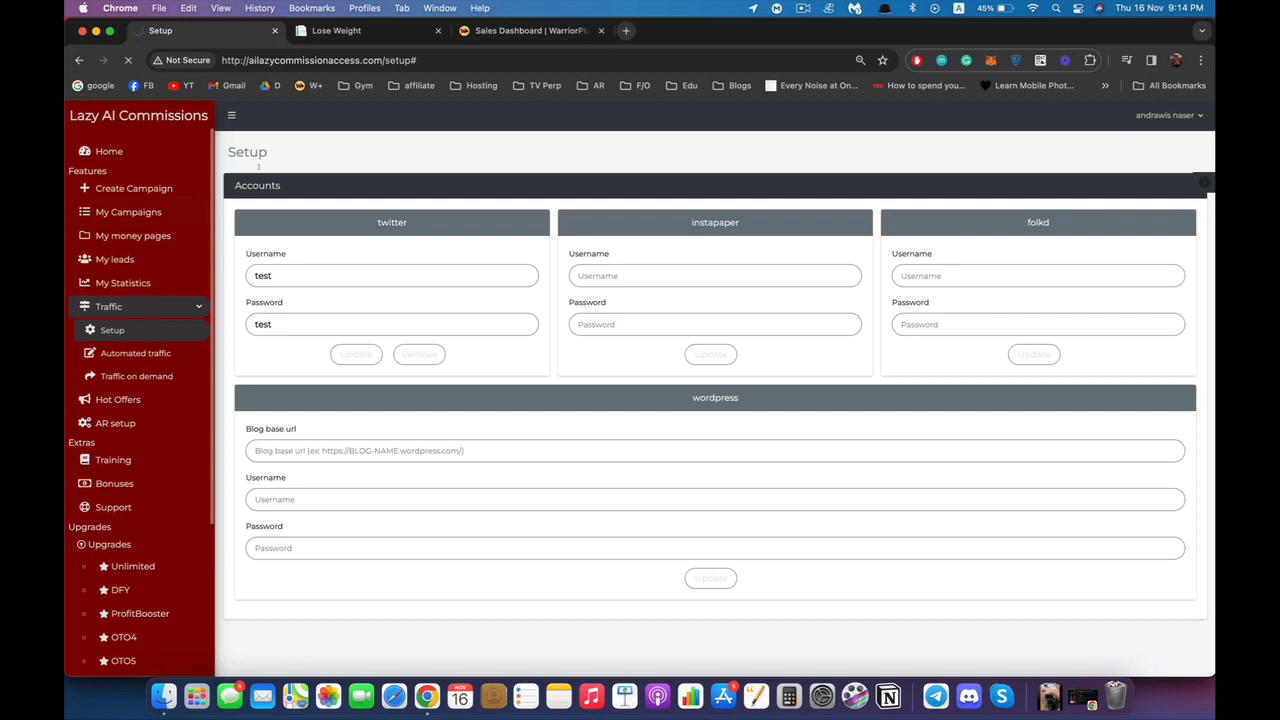 Chrome File Edit View History Bookmarks Profiles Tab Window Help 45% Thu 16 Nov 9:14 PM
Setup Lose Weight Sales Dashboard | WarriorPlu
Not Secure http://ailazycommissionaccess.com/setup#
google FB YT Gmail D W+ Gym affiliate Hosting TV Perp AR F/O Edu Blogs Every Noise at On... How to spend you... Learn Mobile Phot... All Bookmarks
Lazy AI Commissions
andrawis naser
Home
Features
Create Campaign
My Campaigns
My money pages
My leads
My Statistics
Traffic
Setup
Automated traffic
Traffic on demand
Hot Offers
AR setup
Extras
Training
Bonuses
Support
Upgrades
Upgrades
Unlimited
DFY
ProfitBooster
OTO4
OTO5
Setup
Accounts
twitter
Username
test
Password
test
Update Remove
instapaper
Username
Username
Password
Password
Update
folkd
Username
Username
Password
Password
Update
wordpress
Blog base url
Blog base url (ex: https://BLOG-NAME.wordpress.com/)
Username
Username
Password
Password
Update